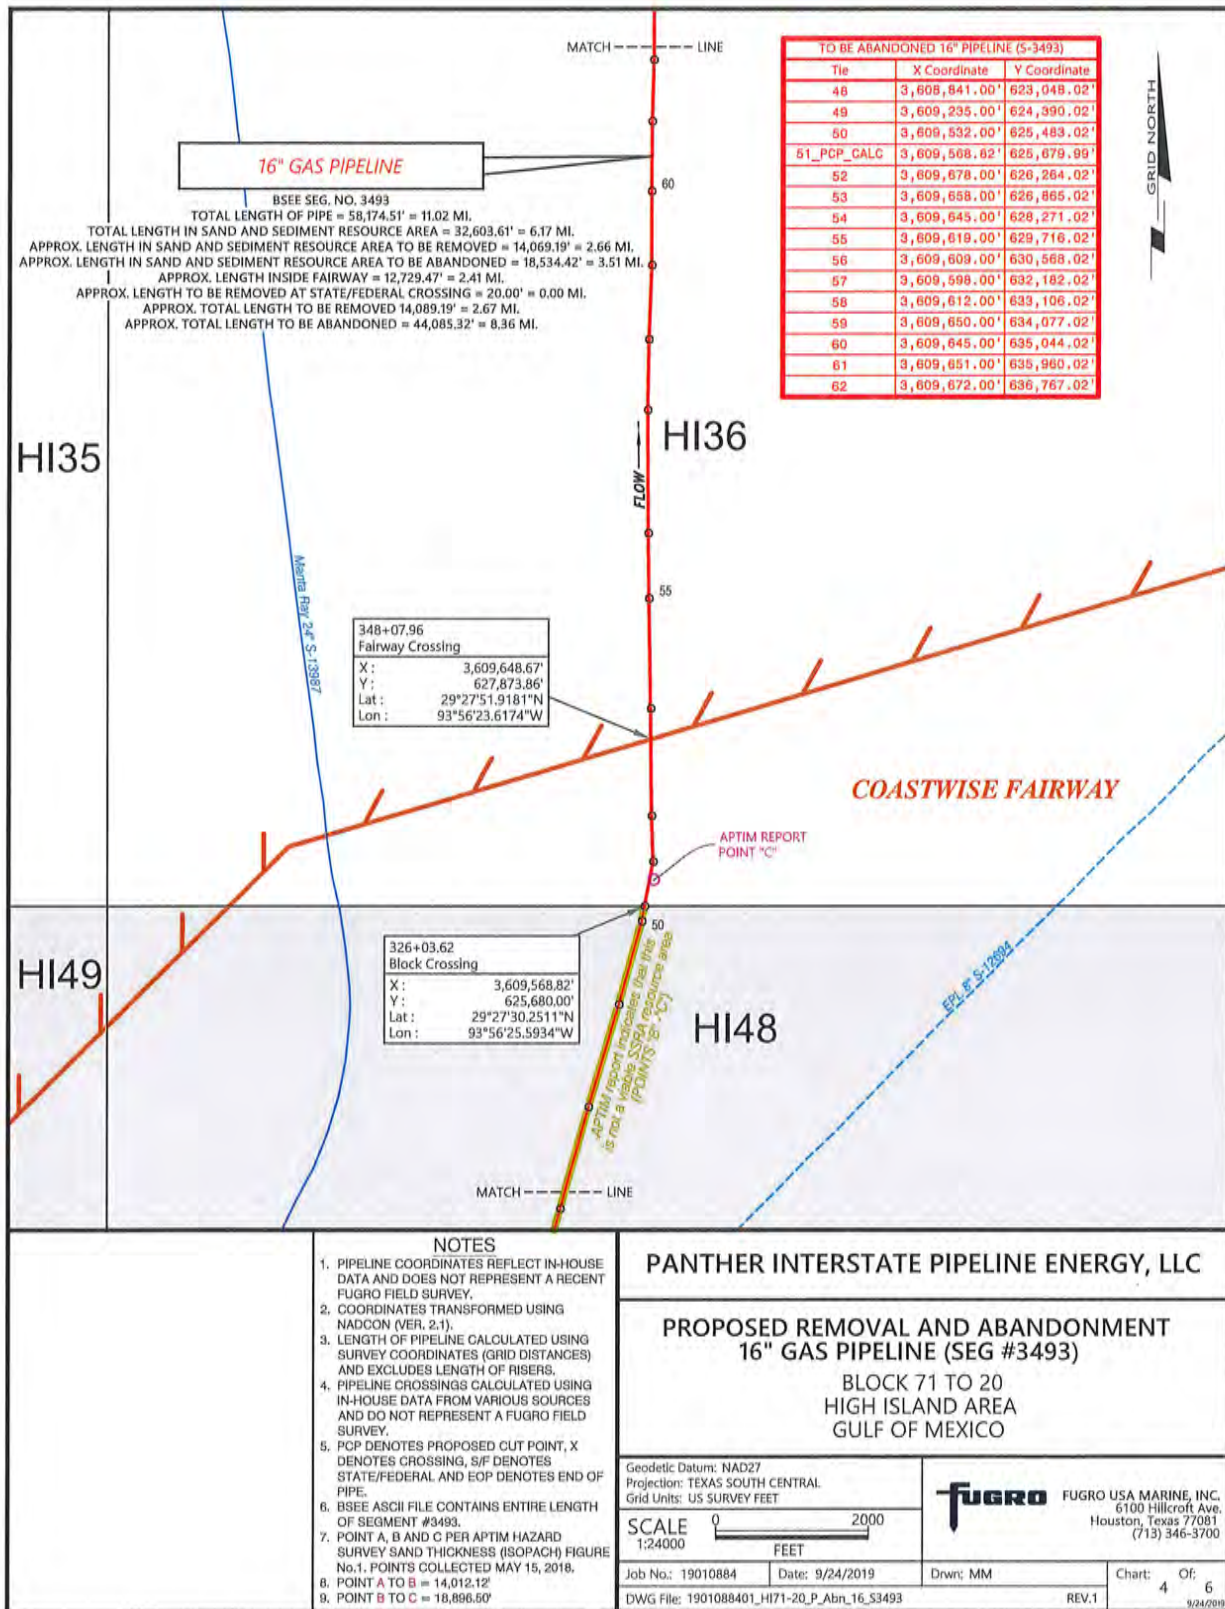 MATCH LINE
TO BE ABANDONED 16" PIPELINE (S-3493)
Tie X Coordinate Y Coordinate
48 3,608,841.00' 623,048.02'
49 3,609,235.00' 624,390.02'
50 3,609,532.00' 625,483.02'
51_PCP_CALC 3,609,568.62' 625,679.99'
52 3,609,678.00' 626,264.02'
53 3,609,658.00' 626,865.02'
54 3,609,645.00' 628,271.02'
55 3,609,619.00' 629,716.02'
56 3,609,609.00' 630,568.02'
57 3,609,598.00' 632,182.02'
58 3,609,612.00' 633,106.02'
59 3,609,650.00' 634,077.02'
60 3,609,645.00' 635,044.02'
61 3,609,651.00' 635,960.02'
62 3,609,672.00' 636,767.02'
GRID NORTH
16" GAS PIPELINE
BSEE SEG. NO. 3493
TOTAL LENGTH OF PIPE = 58,174.51' = 11.02 MI.
TOTAL LENGTH IN SAND AND SEDIMENT RESOURCE AREA = 32,603.61' = 6.17 MI.
APPROX. LENGTH IN SAND AND SEDIMENT RESOURCE AREA TO BE REMOVED = 14,069.19' = 2.66 MI.
APPROX. LENGTH IN SAND AND SEDIMENT RESOURCE AREA TO BE ABANDONED = 18,534.42' = 3.51 MI.
APPROX. LENGTH INSIDE FAIRWAY = 12,729.47' = 2.41 MI.
APPROX. LENGTH TO BE REMOVED AT STATE/FEDERAL CROSSING = 20.00' = 0.00 MI.
APPROX. TOTAL LENGTH TO BE REMOVED 14,089.19' = 2.67 MI.
APPROX. TOTAL LENGTH TO BE ABANDONED = 44,085.32' = 8.36 MI.
60
HI35
HI36
FLOW
Manta Ray 24" S-13987
55
348+07.96
Fairway Crossing
X : 3,609,648.67'
Y : 627,873.86'
Lat : 29°27'51.9181"N
Lon : 93°56'23.6174"W
COASTWISE FAIRWAY
APTIM REPORT
POINT "C"
50
326+03.62
Block Crossing
X : 3,609,568.82'
Y : 625,680.00'
Lat : 29°27'30.2511"N
Lon : 93°56'25.5934"W
HI49
HI48
APTIM report indicates that this
is not a viable SSRA resource area
(POINTS "B" - "C")
EPL 8" S-12694
MATCH LINE
NOTES
1. PIPELINE COORDINATES REFLECT IN-HOUSE
DATA AND DOES NOT REPRESENT A RECENT
FUGRO FIELD SURVEY.
2. COORDINATES TRANSFORMED USING
NADCON (VER. 2.1).
3. LENGTH OF PIPELINE CALCULATED USING
SURVEY COORDINATES (GRID DISTANCES)
AND EXCLUDES LENGTH OF RISERS.
4. PIPELINE CROSSINGS CALCULATED USING
IN-HOUSE DATA FROM VARIOUS SOURCES
AND DO NOT REPRESENT A FUGRO FIELD
SURVEY.
5. PCP DENOTES PROPOSED CUT POINT, X
DENOTES CROSSING, S/F DENOTES
STATE/FEDERAL AND EOP DENOTES END OF
PIPE.
6. BSEE ASCII FILE CONTAINS ENTIRE LENGTH
OF SEGMENT #3493.
7. POINT A, B AND C PER APTIM HAZARD
SURVEY SAND THICKNESS (ISOPACH) FIGURE
No.1. POINTS COLLECTED MAY 15, 2018.
8. POINT A TO B = 14,012.12'
9. POINT B TO C = 18,896.50'
PANTHER INTERSTATE PIPELINE ENERGY, LLC
PROPOSED REMOVAL AND ABANDONMENT
16" GAS PIPELINE (SEG #3493)
BLOCK 71 TO 20
HIGH ISLAND AREA
GULF OF MEXICO
Geodetic Datum: NAD27
Projection: TEXAS SOUTH CENTRAL
Grid Units: US SURVEY FEET
SCALE
1:24000
0 2000
FEET
FUGRO
FUGRO USA MARINE, INC.
6100 Hillcroft Ave.
Houston, Texas 77081
(713) 346-3700
Job No.: 19010884 Date: 9/24/2019 Drwn: MM Chart: 4 Of: 6
DWG File: 1901088401_HI71-20_P_Abn_16_S3493 REV.1
9/24/2019